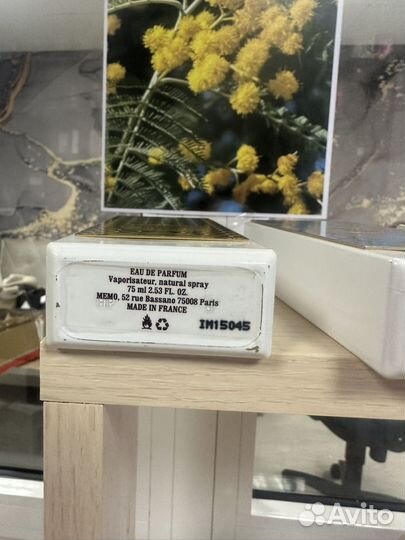 EAU DE PARFUM
Vaporisateur, natural spray
75 ml 2.53 FL. OZ.
MEMO, 52 rue Bassano 75008 Paris
MADE IN FRANCE
IM15045
Avito